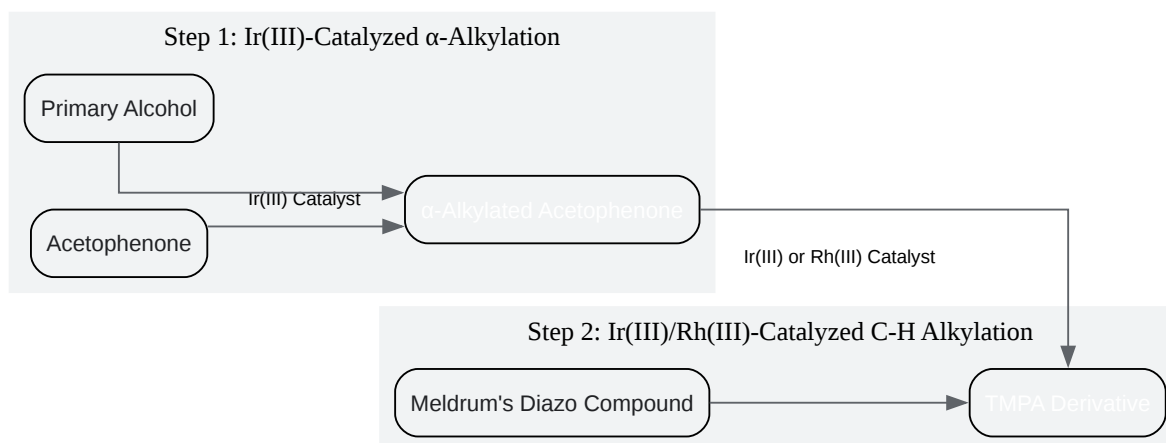 Step 1: Ir(III)-Catalyzed α-Alkylation
Primary Alcohol
Ir(III) Catalyst
α-Alkylated Acetophenone
Acetophenone
Ir(III) or Rh(III) Catalyst
Step 2: Ir(III)/Rh(III)-Catalyzed C-H Alkylation
Meldrum's Diazo Compound
TMPA Derivative